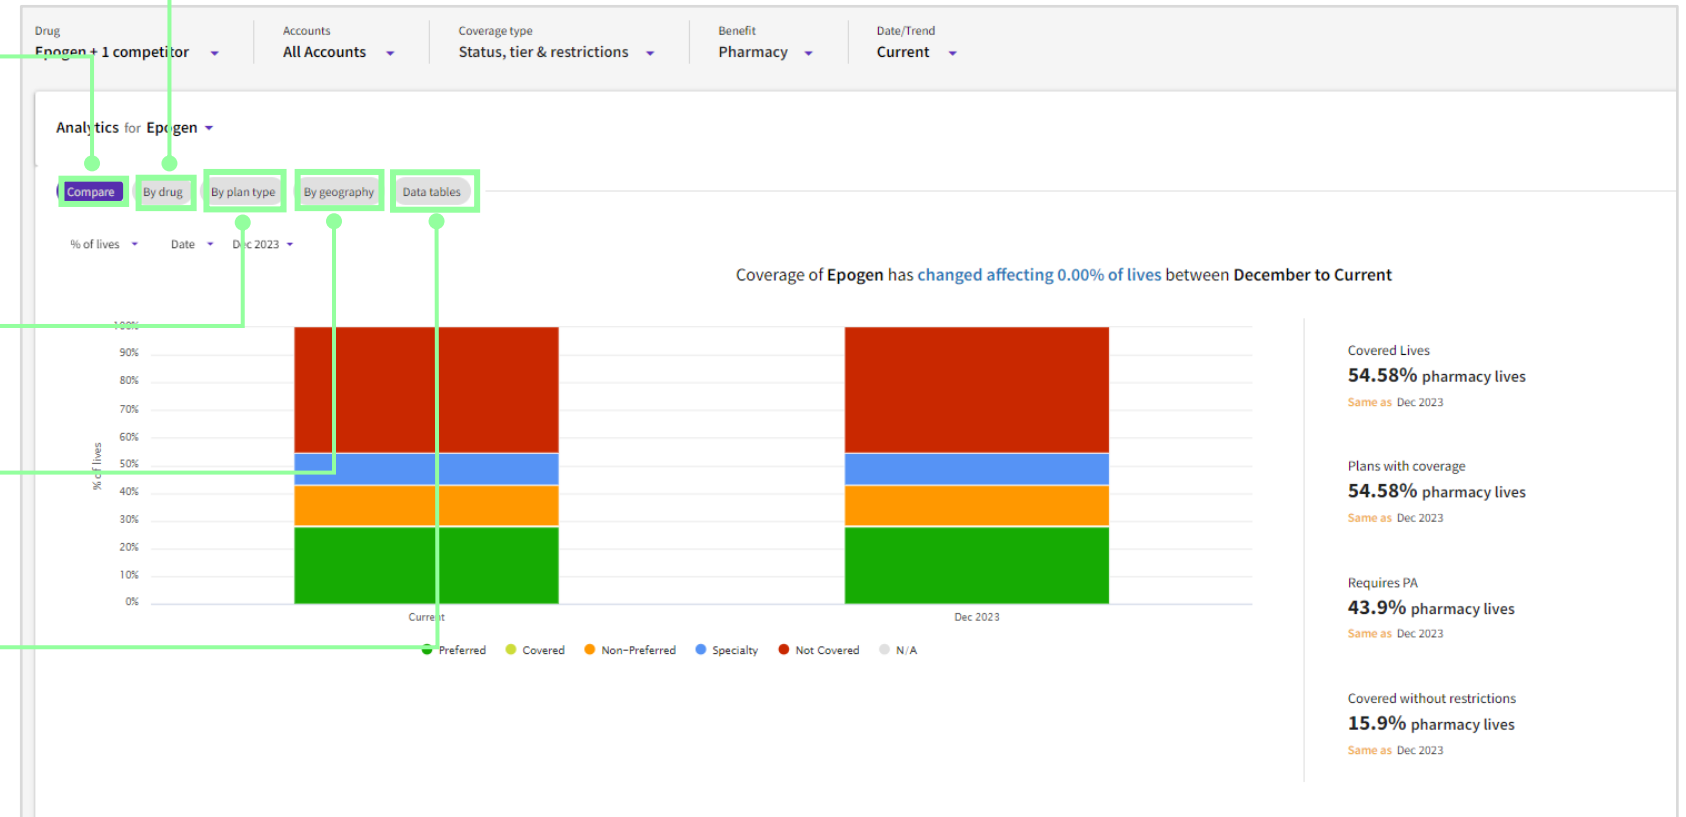 Drug
Accounts
Coverage type
Benefit
Date/Trend
Epogen + 1 competitor
All Accounts
Status, tier & restrictions
Pharmacy
Current
Analytics for Epogen
Compare
By drug
By plan type
By geography
Data tables
% of lives
Date
Dec 2023
Coverage of Epogen has changed affecting 0.00% of lives between December to Current
100%
90%
80%
70%
60%
50%
40%
30%
20%
10%
0%
% of lives
Current
Dec 2023
Preferred
Covered
Non-Preferred
Specialty
Not Covered
N/A
Covered Lives
54.58% pharmacy lives
Same as Dec 2023
Plans with coverage
54.58% pharmacy lives
Same as Dec 2023
Requires PA
43.9% pharmacy lives
Same as Dec 2023
Covered without restrictions
15.9% pharmacy lives
Same as Dec 2023